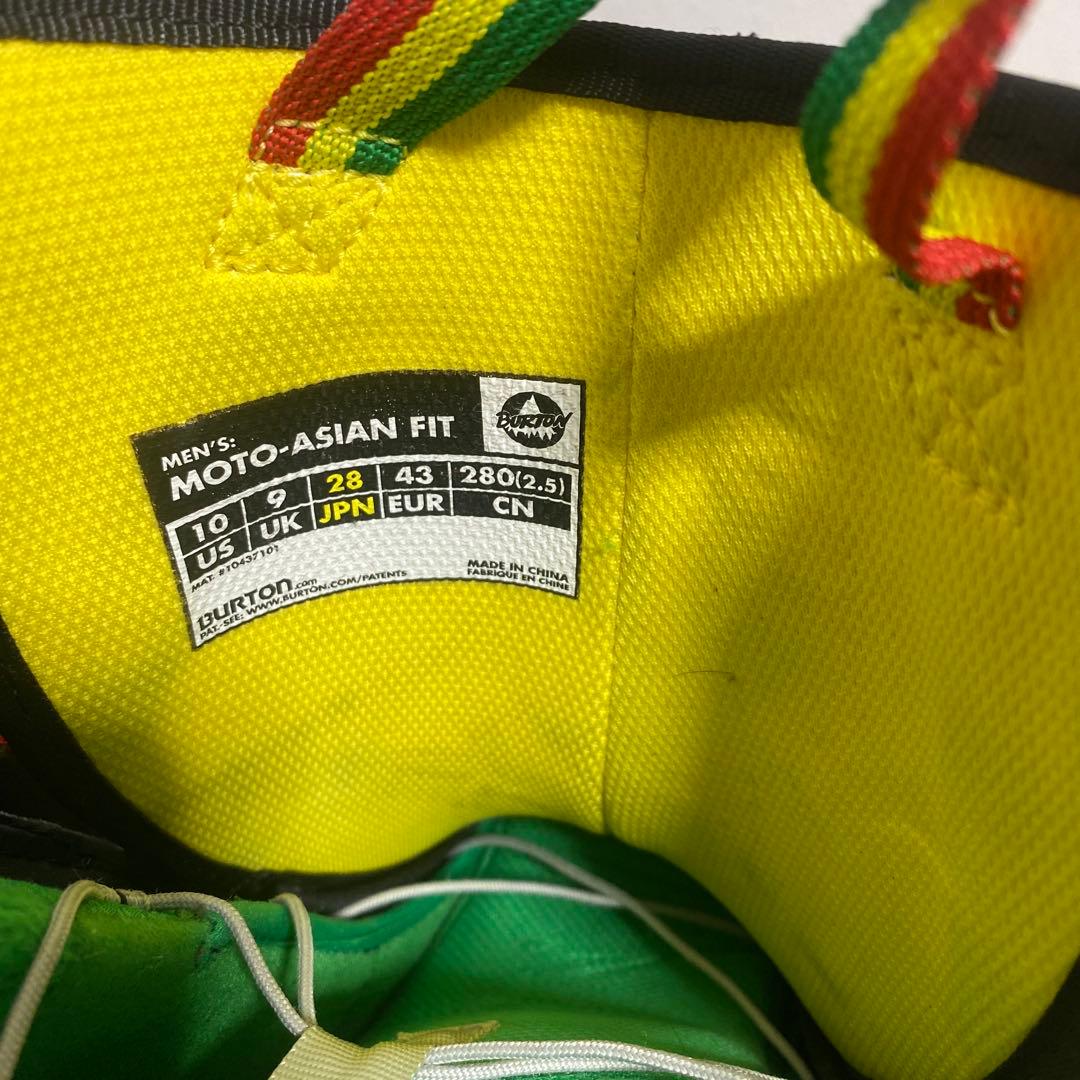 MEN'S:
MOTO-ASIAN FIT
BURTON
10 9 28 43 280(2.5)
US UK JPN EUR CN
MAT. #10437101
MADE IN CHINA
FABRIQUÉ EN CHINE
BURTON.com
PAT.-SEE: WWW.BURTON.COM/PATENTS